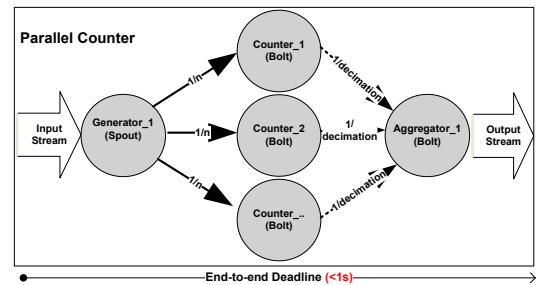 Parallel Counter
Input
Stream
Generator_1
(Spout)
1/n
1/n
1/n
Counter_1
(Bolt)
Counter_2
(Bolt)
Counter_..
(Bolt)
1/decimation
1/
decimation
1/decimation
Aggregator_1
(Bolt)
Output
Stream
End-to-end Deadline (<1s)